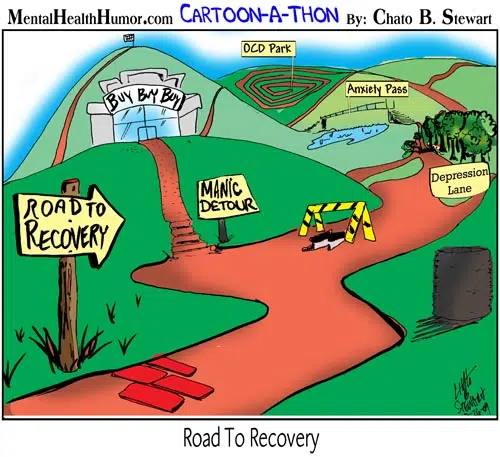 MentalHealthHumor.com CARTOON-A-THON By: Chato B. Stewart
OCD Park
Anxiety Pass
BUY BUY BUY
Depression
Lane
MANIC
DETOUR
ROAD TO
RECOVERY
Road To Recovery